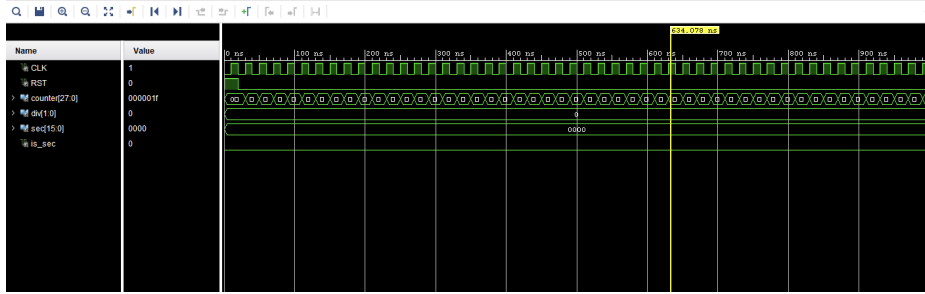 634.078 ns
Name Value
0 ns 100 ns 200 ns 300 ns 400 ns 500 ns 600 ns 700 ns 800 ns 900 ns
CLK 1
RST 0
counter[27:0] 000001f
div[1:0] 0 0
sec[15:0] 0000 0000
is_sec 0